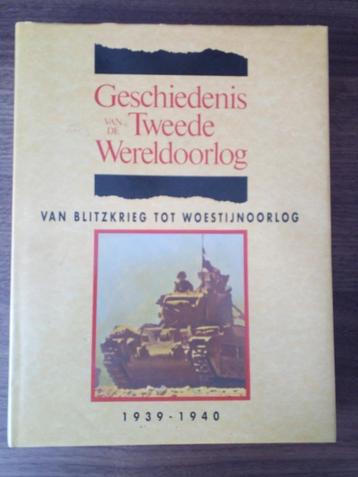 Geschiedenis
VAN DE Tweede
Wereldoorlog
VAN BLITZKRIEG TOT WOESTIJNOORLOG
1939-1940